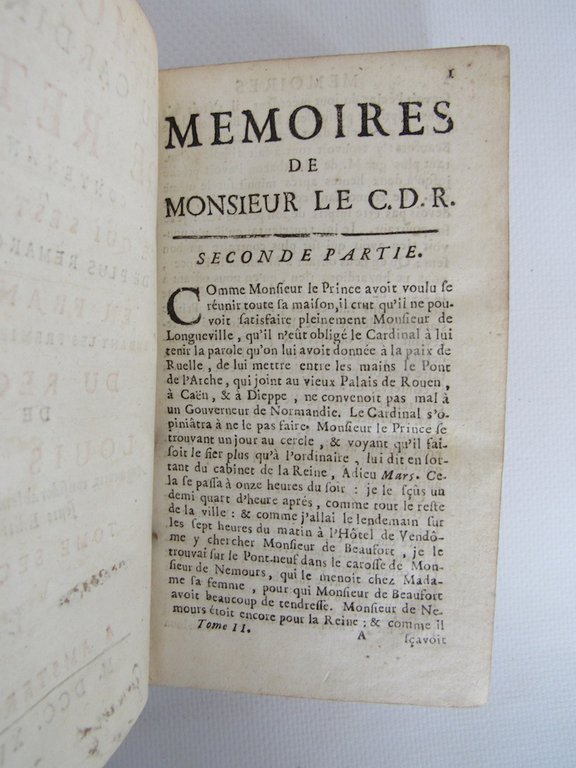 1
MEMOIRES
DE
MONSIEUR LE C.D.R.
SECONDE PARTIE.
COmme Monsieur le Prince avoit voulu se
réunir toute sa maison, il crut qu'il ne pou-
voit satisfaire pleinement Monsieur de
Longueville, qu'il n'eût obligé le Cardinal à lui
tenir la parole qu'on lui avoit donnée à la paix de
Ruelle, de lui mettre entre les mains le Pont
de l'Arche, qui joint au vieux Palais de Rouen,
à Caën, & à Dieppe, ne convenoit pas mal à
un Gouverneur de Normandie. Le Cardinal s'o-
piniâtra à ne le pas faire. Monsieur le Prince se
trouvant un jour au cercle, & voyant qu'il fai-
soit le fier plus qu'à l'ordinaire, lui dit en sor-
tant du cabinet de la Reine, Adieu Mars. Ce-
la se passa à onze heures du soir: je le sçûs un
demi quart d'heure aprés, comme tout le reste
de la ville: & comme j'allai le lendemain sur
les sept heures du matin à l'Hôtel de Vendô-
me y chercher Monsieur de Beaufort, je le
trouvai sur le Pont-neuf dans le carosse de Mon-
sieur de Nemours, qui le menoit chez Mada-
me sa femme, pour qui Monsieur de Beaufort
avoit beaucoup de tendresse. Monsieur de Ne-
mours étoit encore pour la Reine; & comme il
Tome II. A sçavoit